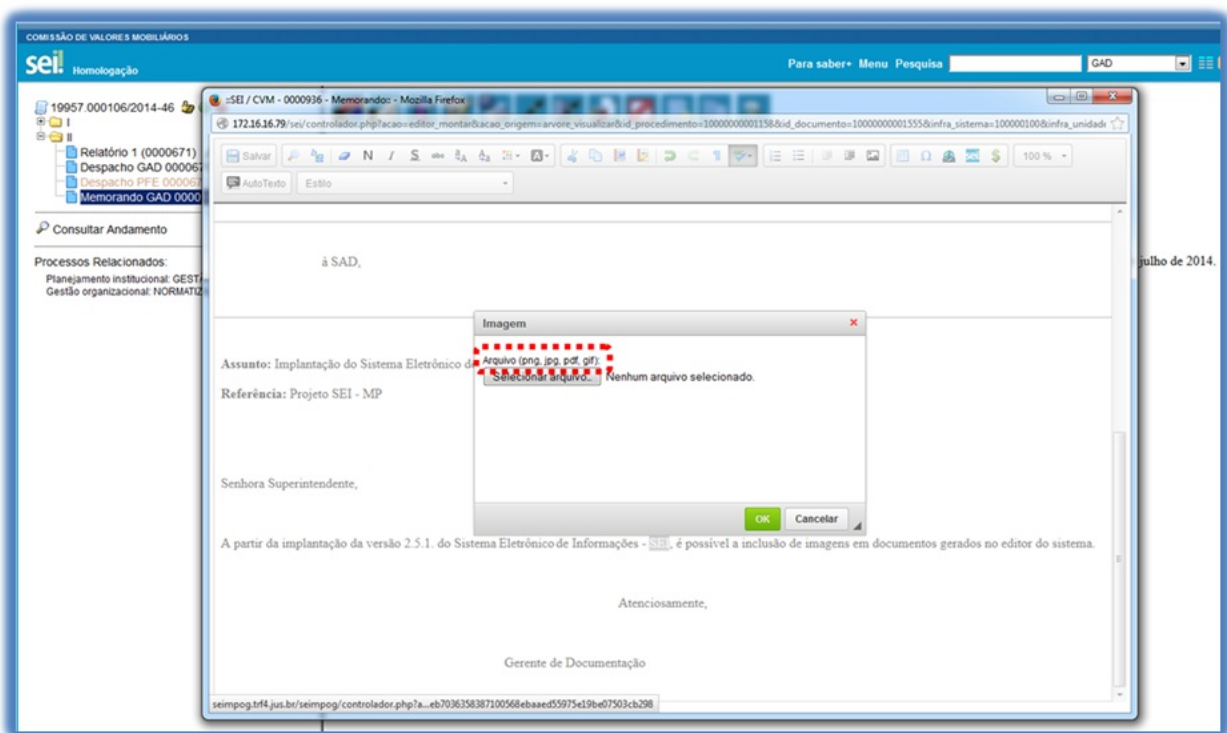 COMISSÃO DE VALORES MOBILIÁRIOS
sei! Homologação
Para saber+ Menu Pesquisa
GAD
19957.000106/2014-46
I
II
Relatório 1 (0000671)
Despacho GAD 000067
Despacho PFE 000067
Memorando GAD 0000
Consultar Andamento
Processos Relacionados:
Planejamento institucional: GESTÃ
Gestão organizacional: NORMATIZ
::SEI / CVM - 0000936 - Memorando:: - Mozilla Firefox
172.16.16.79/sei/controlador.php?acao=editor_montar&acao_origem=arvore_visualizar&id_procedimento=10000000001158&id_documento=10000000001555&infra_sistema=100000100&infra_unidade
Salvar
N I S abc
100 %
AutoTexto
Estilo
à SAD,
julho de 2014.
Imagem
Arquivo (png, jpg, pdf, gif):
Selecionar arquivo... Nenhum arquivo selecionado.
OK Cancelar
Assunto: Implantação do Sistema Eletrônico d
Referência: Projeto SEI - MP
Senhora Superintendente,
A partir da implantação da versão 2.5.1. do Sistema Eletrônico de Informações - SEI, é possível a inclusão de imagens em documentos gerados no editor do sistema.
Atenciosamente,
Gerente de Documentação
seimpog.trf4.jus.br/seimpog/controlador.php?a...eb7036358387100568ebaaed55975e19be07503cb298